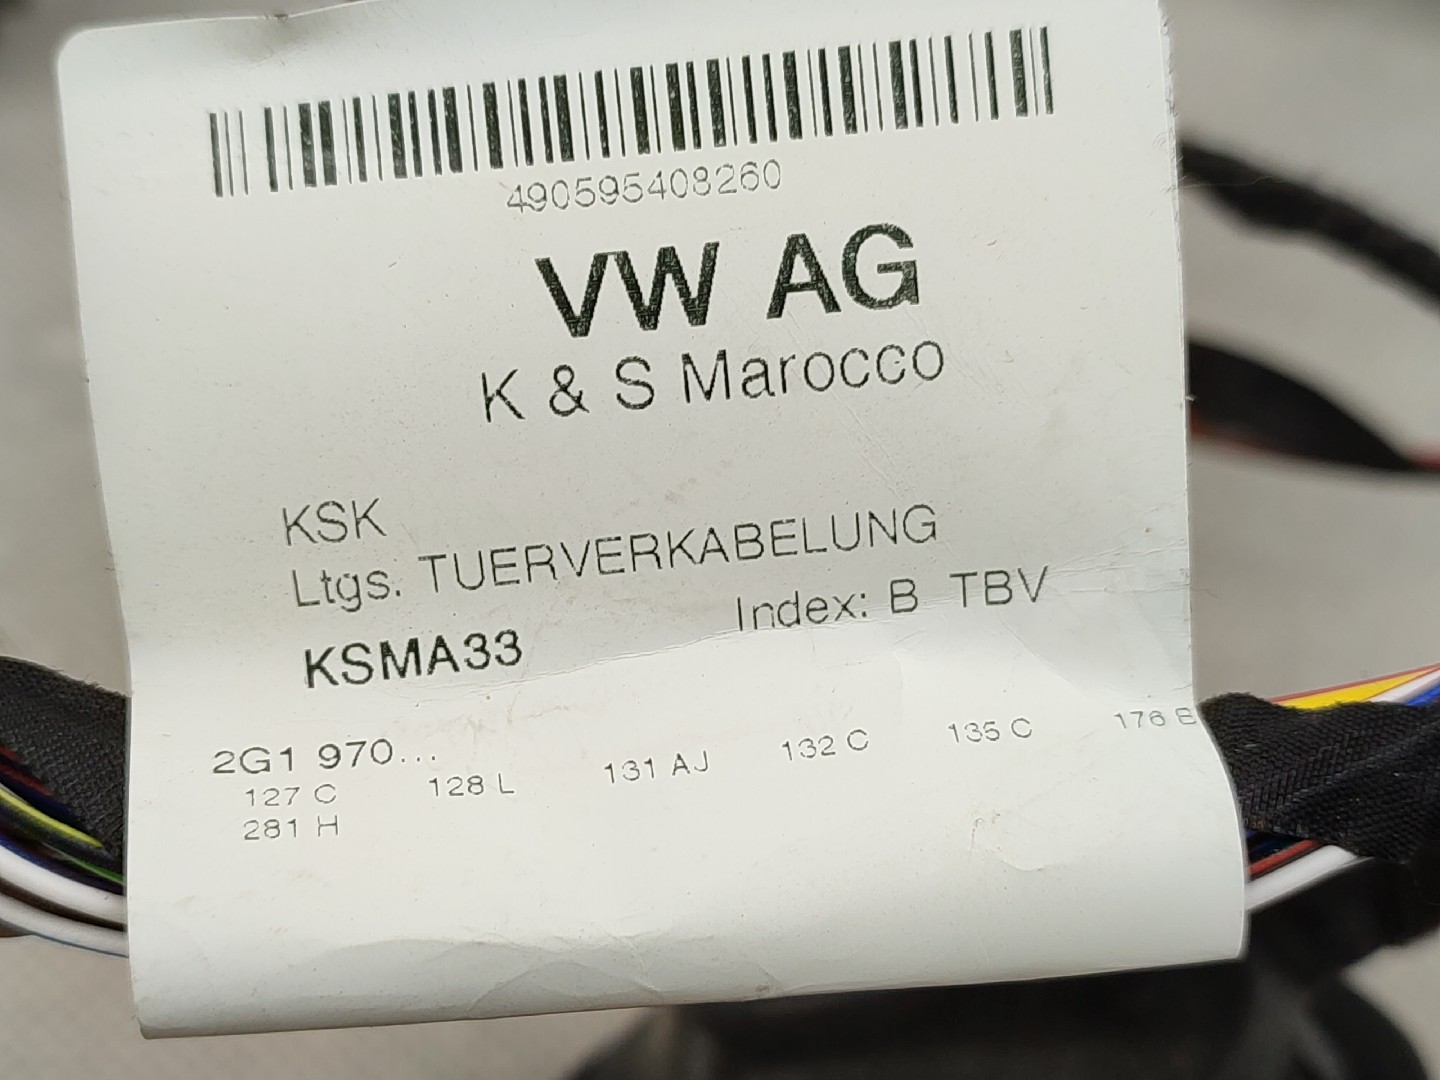 490595408260
VW AG
K & S Marocco
KSK
Ltgs. TUERVERKABELUNG
Index: B TBV
KSMA33
2G1 970...
127 C 128 L 131 AJ 132 C 135 C 176 B
281 H